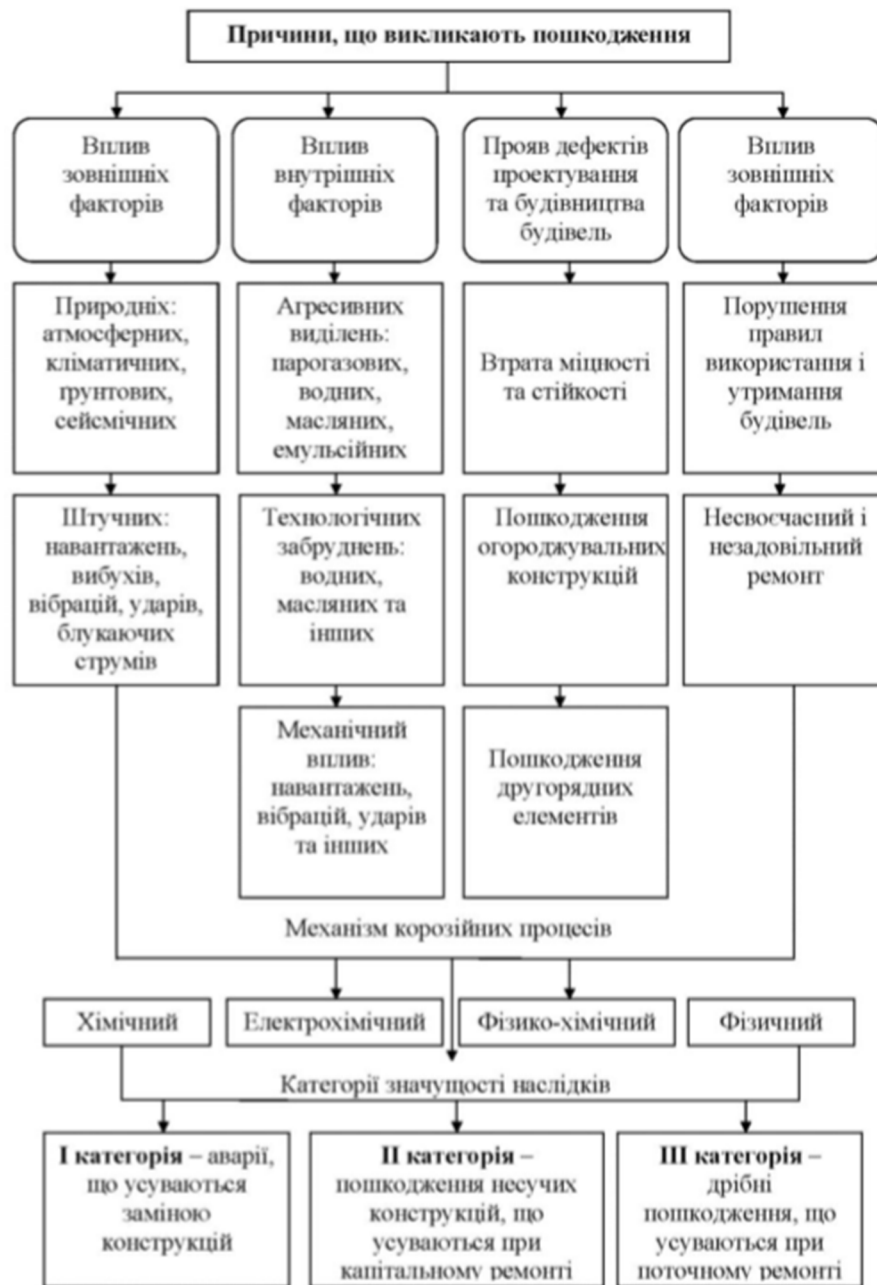 Причини, що викликають пошкодження
Вплив
зовнішніх
факторів
Вплив
внутрішніх
факторів
Прояв дефектів
проектування
та будівництва
будівель
Вплив
зовнішніх
факторів
Природніх:
атмосферних,
кліматичних,
ґрунтових,
сейсмічних
Агресивних
виділень:
парогазових,
водних,
масляних,
емульсійних
Втрата міцності
та стійкості
Порушення
правил
використання і
утримання
будівель
Штучних:
навантажень,
вибухів,
вібрацій, ударів,
блукаючих
струмів
Технологічних
забруднень:
водних,
масляних та
інших
Пошкодження
огороджувальних
конструкцій
Несвоєчасний і
незадовільний
ремонт
Механічний
вплив:
навантажень,
вібрацій, ударів
та інших
Пошкодження
другорядних
елементів
Механізм корозійних процесів
Хімічний
Електрохімічний
Фізико-хімічний
Фізичний
Категорії значущості наслідків
I категорія – аварії,
що усуваються
заміною
конструкцій
II категорія –
пошкодження несучих
конструкцій, що
усуваються при
капітальному ремонті
III категорія –
дрібні
пошкодження, що
усуваються при
поточному ремонті